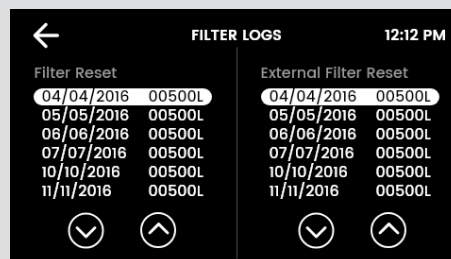 FILTER LOGS 12:12 PM
Filter Reset
04/04/2016 00500L
05/05/2016 00500L
06/06/2016 00500L
07/07/2016 00500L
10/10/2016 00500L
11/11/2016 00500L
External Filter Reset
04/04/2016 00500L
05/05/2016 00500L
06/06/2016 00500L
07/07/2016 00500L
10/10/2016 00500L
11/11/2016 00500L